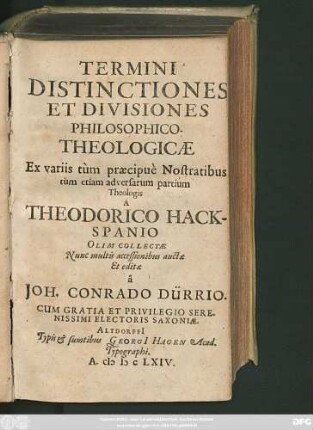 TERMINI
DISTINCTIONES
ET DIVISIONES
PHILOSOPHICO-
THEOLOGICÆ
Ex variis tùm præcipuè Nostratibus
tùm etiam adversarum partium
Theologis
A
THEODORICO HACK-
SPANIO
OLIM COLLECTÆ
Nunc multis accessionibus auctæ
Et editæ
â
JOH. CONRADO DÜRRIO.
CUM GRATIA ET PRIVILEGIO SERE-
NISSIMI ELECTORIS SAXONIÆ.
ALTDORFFI
Typis & sumtibus GEORGI HAGEN Acad.
Typographi.
A. cIɔ Iɔ c LXIV.